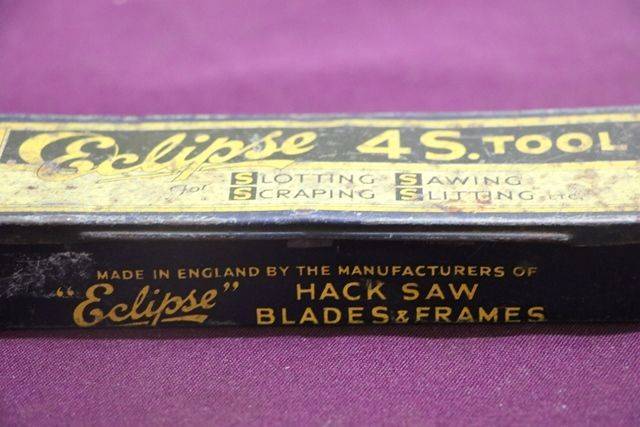 Eclipse 4 S. TOOL
for SLOTTING SAWING
SCRAPING SLITTING ETC.
MADE IN ENGLAND BY THE MANUFACTURERS OF
"Eclipse" HACK SAW
BLADES & FRAMES